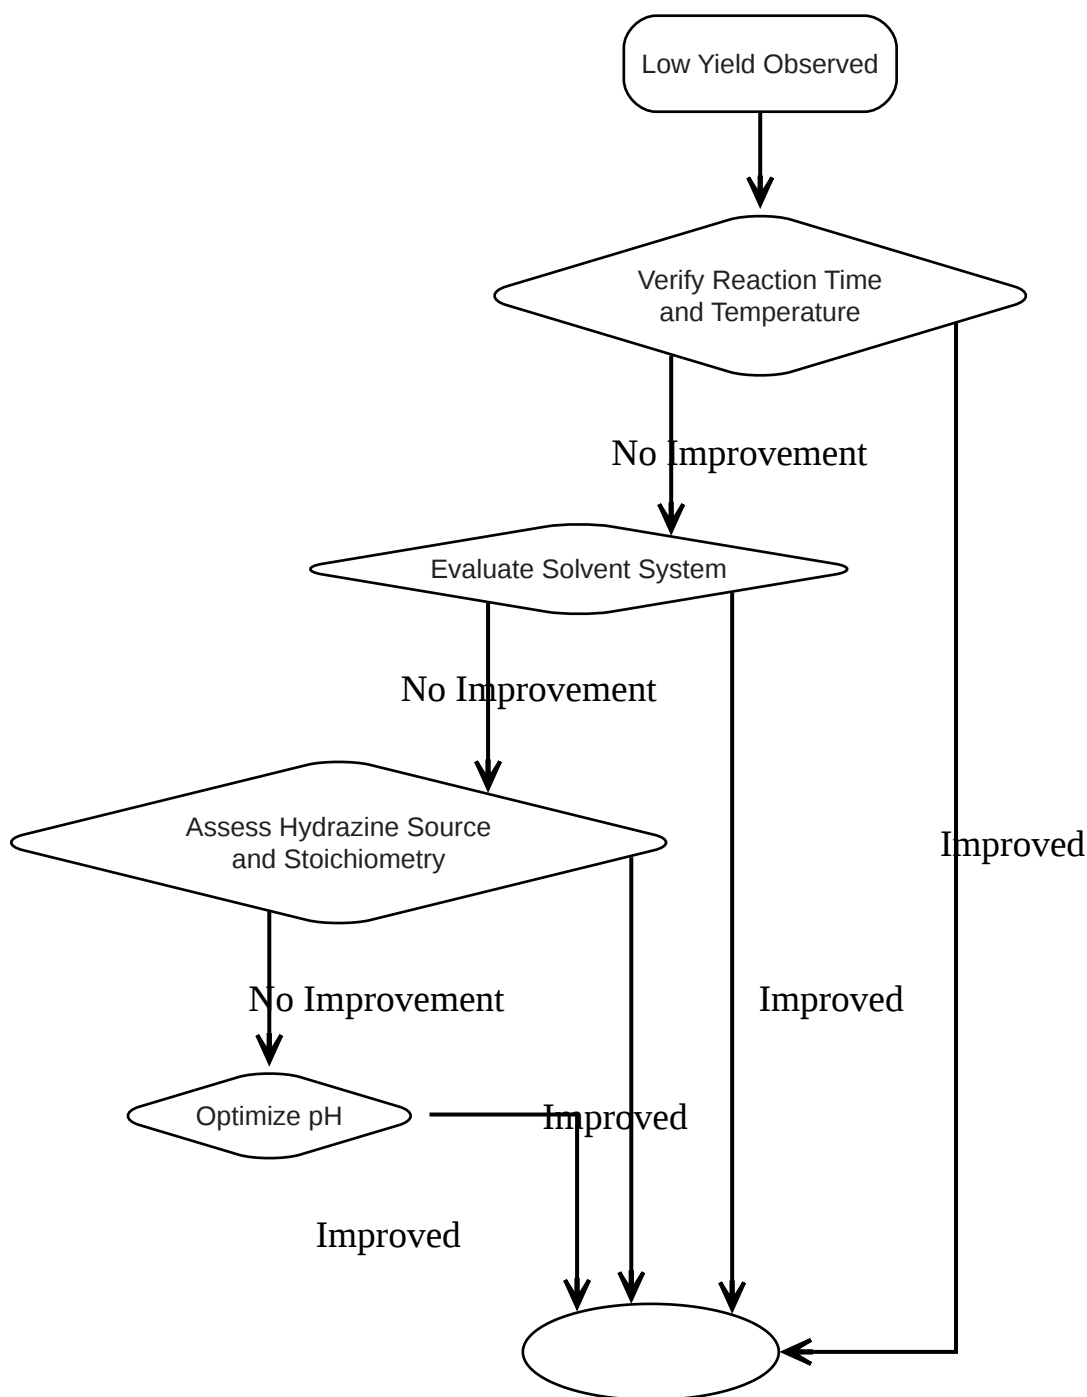 Low Yield Observed
Verify Reaction Time
and Temperature
No Improvement
Evaluate Solvent System
No Improvement
Assess Hydrazine Source
and Stoichiometry
Improved
No Improvement
Improved
Optimize pH
Improved
Improved